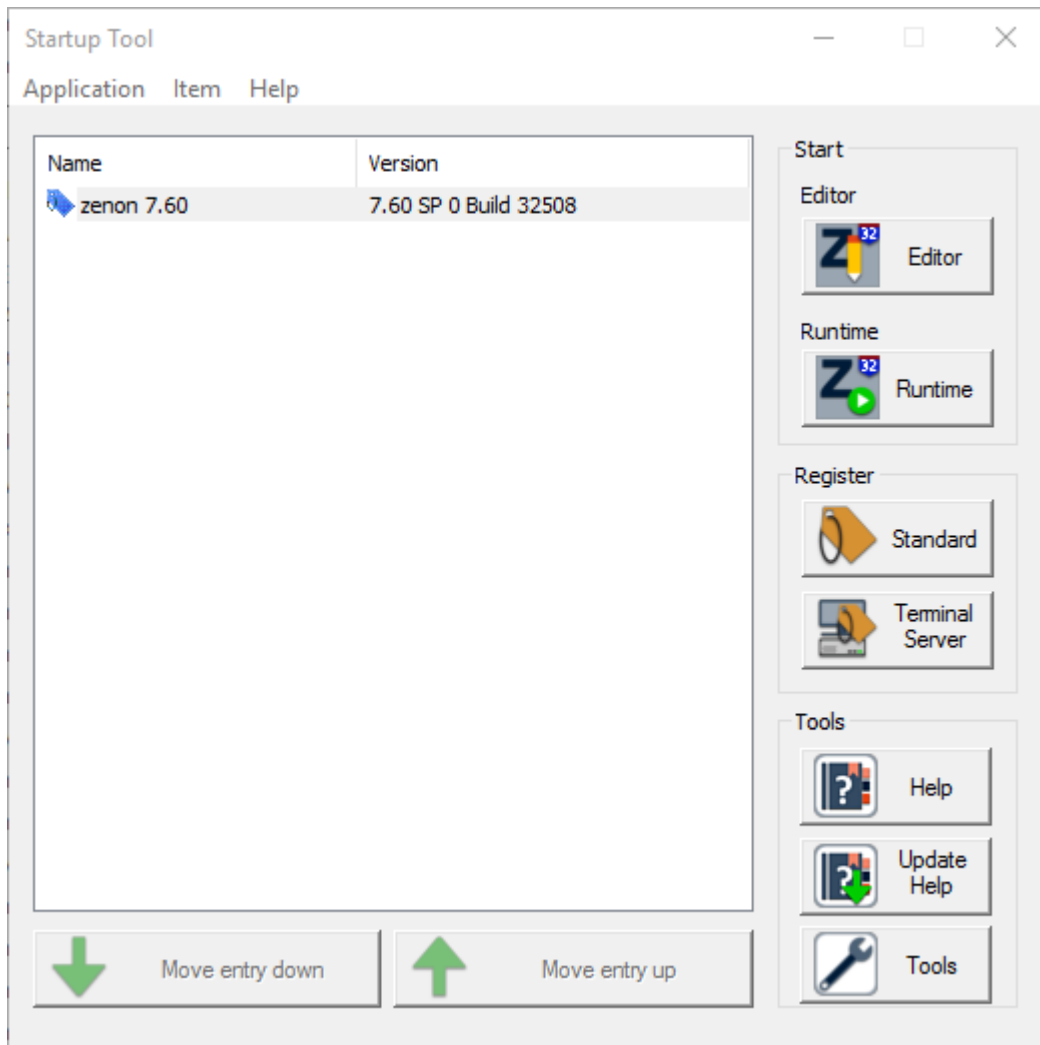 Startup Tool
Application Item Help
Name Version
zenon 7.60 7.60 SP 0 Build 32508
Start
Editor
Z 32 Editor
Runtime
Z 32 Runtime
Register
Standard
Terminal
Server
Tools
? Help
? Update
Help
Tools
Move entry down Move entry up